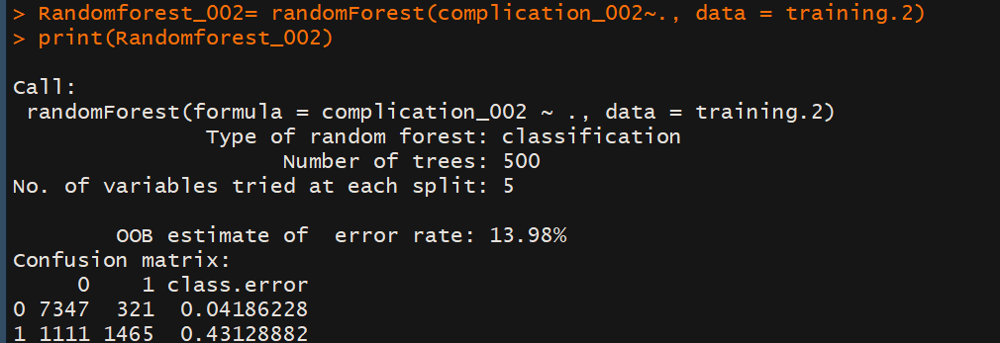 > Randomforest_002= randomForest(complication_002~., data = training.2)
> print(Randomforest_002)
Call:
randomForest(formula = complication_002 ~ ., data = training.2)
Type of random forest: classification
Number of trees: 500
No. of variables tried at each split: 5
OOB estimate of  error rate: 13.98%
Confusion matrix:
0    1 class.error
0 7347  321  0.04186228
1 1111 1465  0.43128882